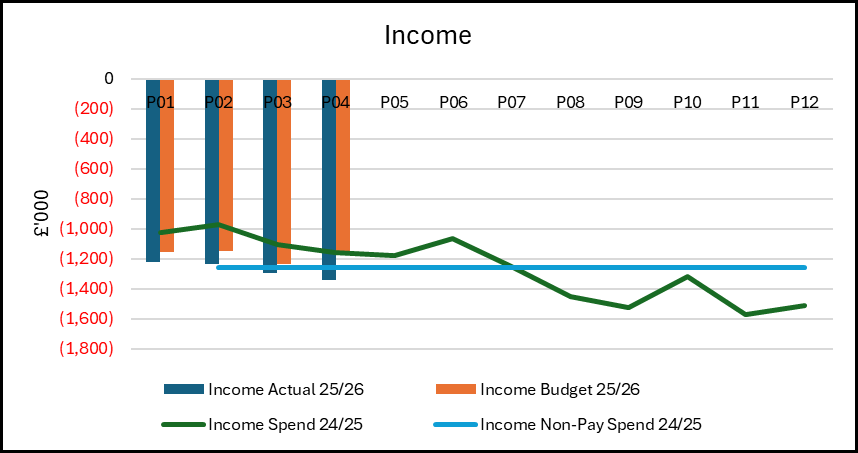 Income
0
P01 P02 P03 P04 P05 P06 P07 P08 P09 P10 P11 P12
(200)
(400)
(600)
(800)
(1,000)
(1,200)
(1,400)
(1,600)
(1,800)
£'000
Income Actual 25/26 Income Budget 25/26
Income Spend 24/25 Income Non-Pay Spend 24/25